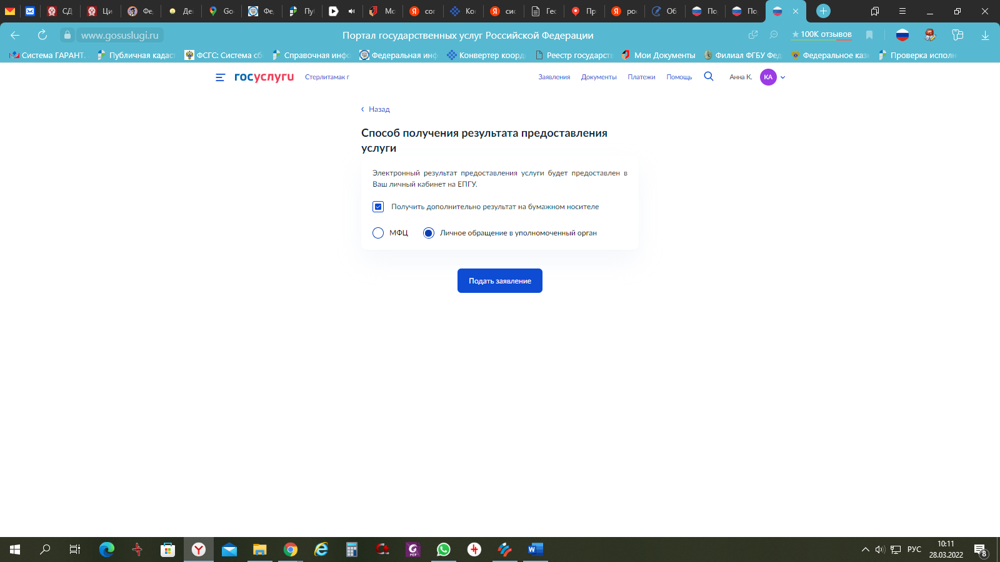 СД
Ци
Фе
Де
Go
Фе
Пу
Мо
сог
Ко
сис
Гес
Пр
рос
Об
По
По
www.gosuslugi.ru
Портал государственных услуг Российской Федерации
100K отзывов
Система ГАРАНТ.
Публичная кадаст
ФСГС: Система сб
Справочная инфо
Федеральная инф
Конвертер коорд
Реестр государств
Мои Документы
Филиал ФГБУ Фед
Федеральное каз
Проверка исполн
госуслуги
Стерлитамак г
Заявления
Документы
Платежи
Помощь
Анна К.
КА
Назад
Способ получения результата предоставления
услуги
Электронный результат предоставления услуги будет предоставлен в
Ваш личный кабинет на ЕПГУ.
Получить дополнительно результат на бумажном носителе
МФЦ
Личное обращение в уполномоченный орган
Подать заявление
РУС
10:11
28.03.2022
8